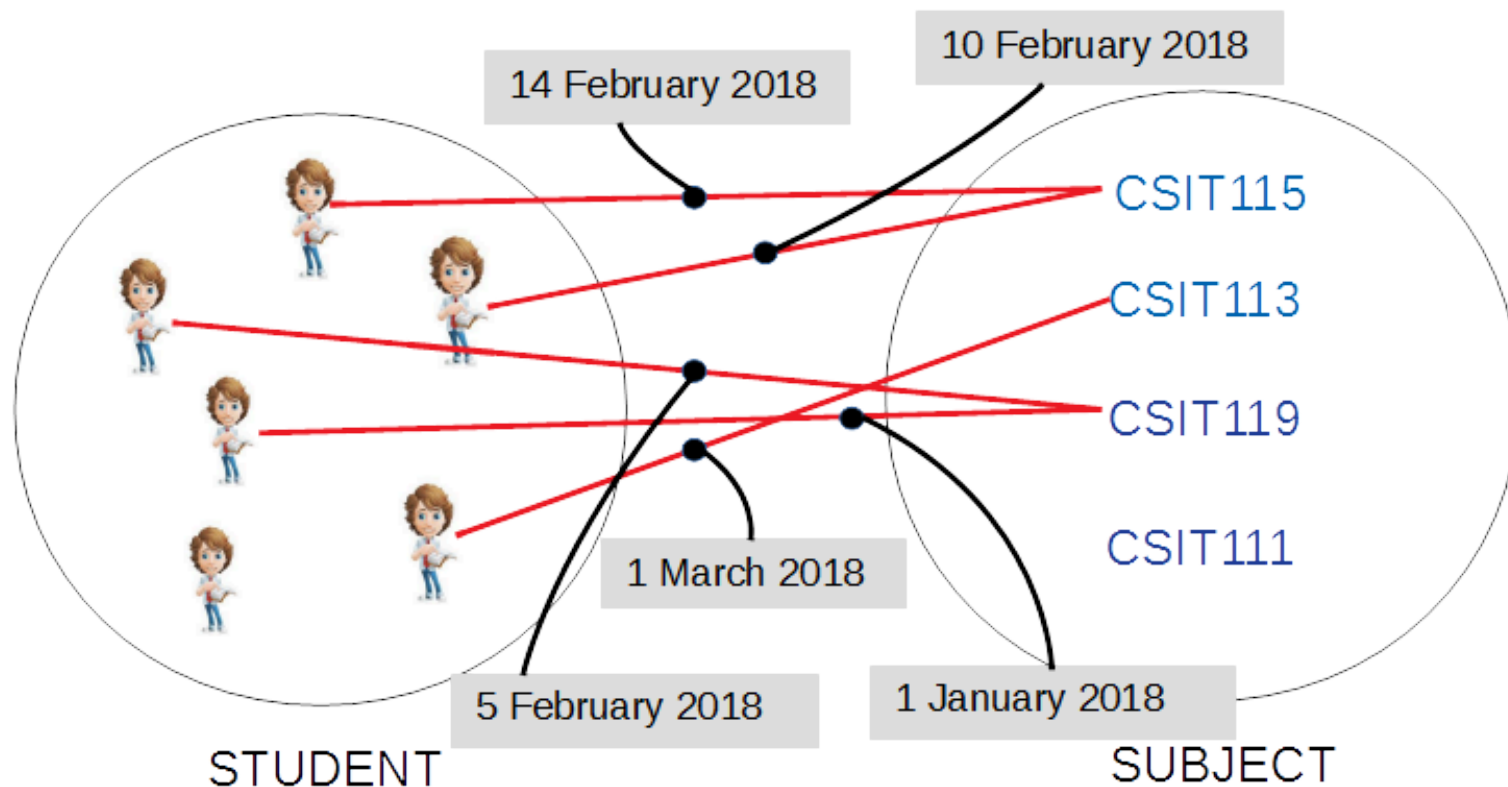 10 February 2018
14 February 2018
CSIT115
CSIT113
CSIT119
CSIT111
1 March 2018
5 February 2018
1 January 2018
STUDENT
SUBJECT